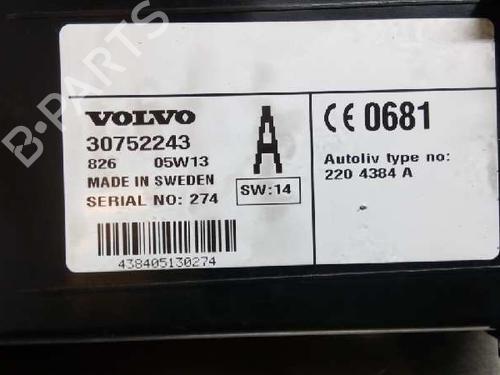 VOLVO
30752243
826 05W13
MADE IN SWEDEN
SERIAL NO: 274
A
SW:14
438405130274
CE 0681
Autoliv type no:
220 4384 A
B-PARTS